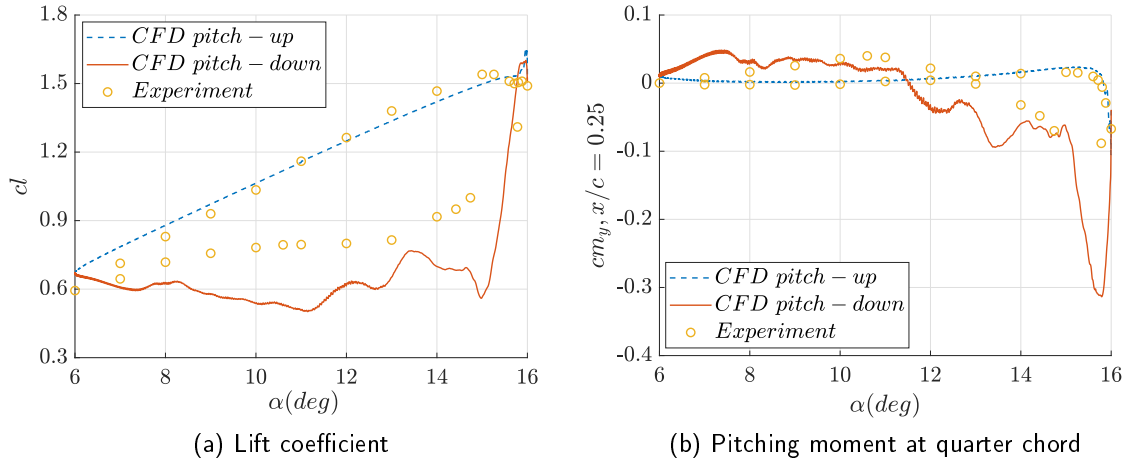 1.8
1.5
1.2
0.9
0.6
0.3
cl
CFD pitch − up
CFD pitch − down
Experiment
6 8 10 12 14 16
α(deg)
(a) Lift coefficient
0.1
0
-0.1
-0.2
-0.3
-0.4
cm_y, x/c = 0.25
CFD pitch − up
CFD pitch − down
Experiment
6 8 10 12 14 16
α(deg)
(b) Pitching moment at quarter chord